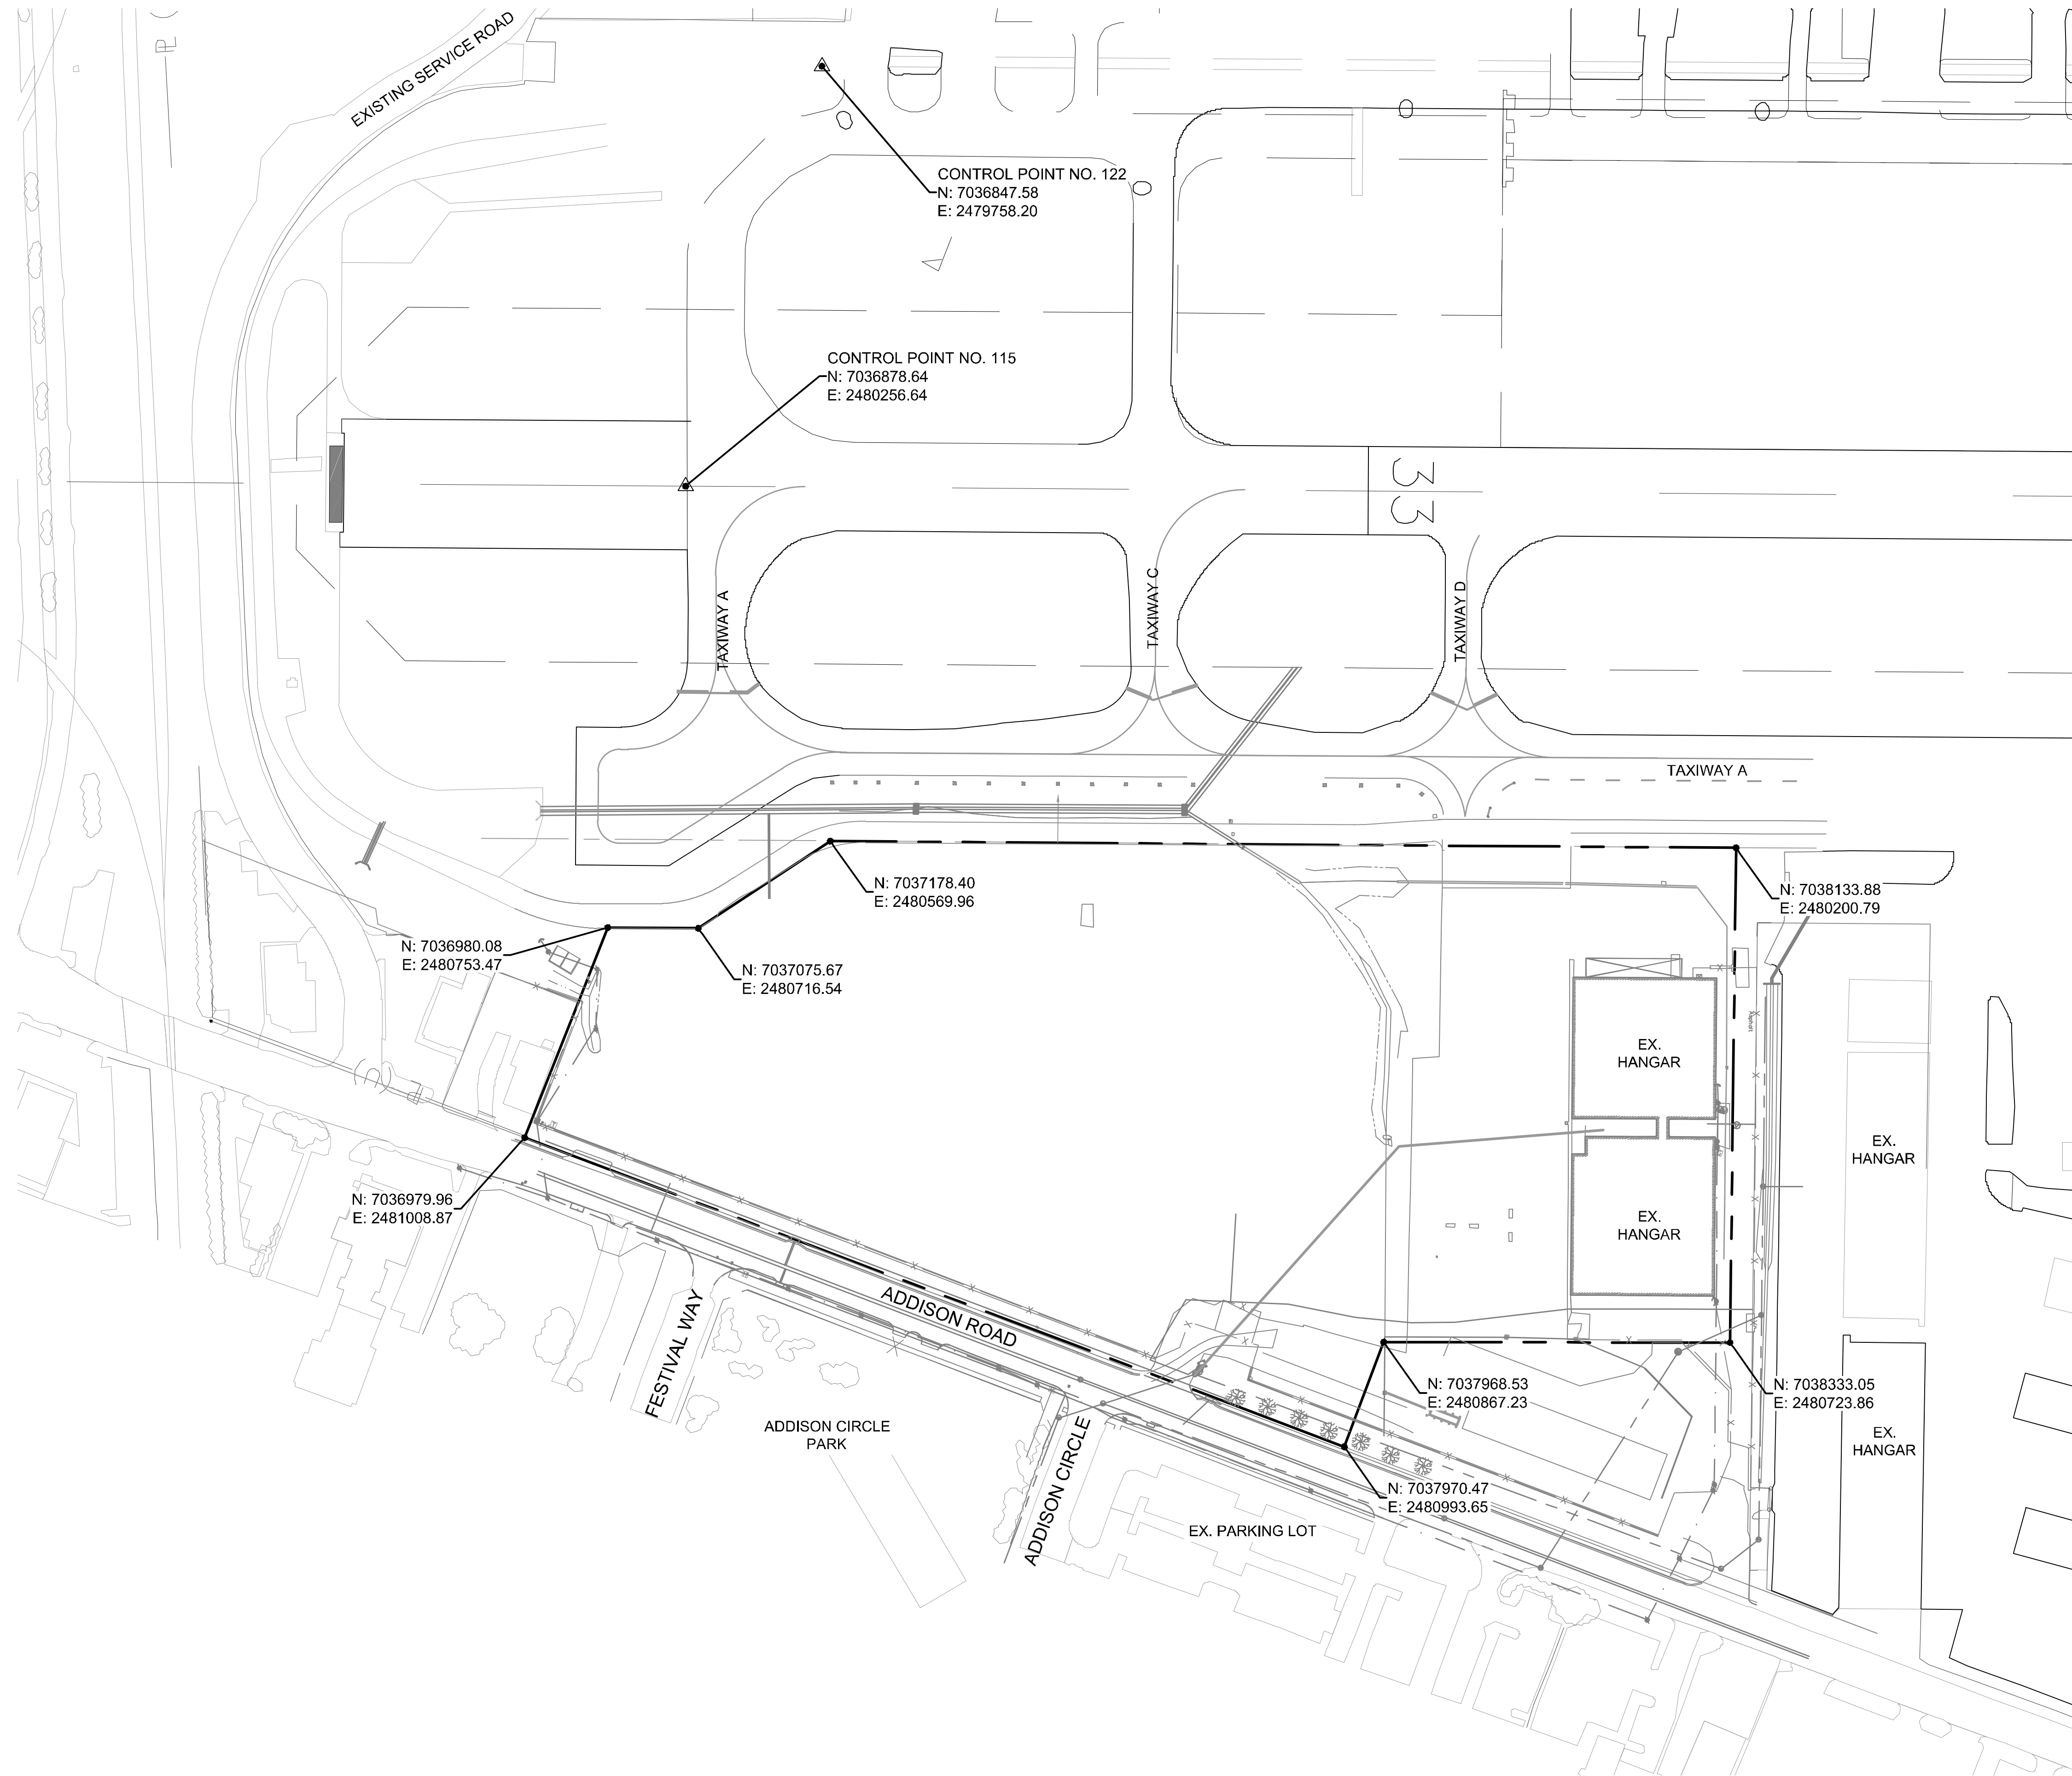 EXISTING SERVICE ROAD
CONTROL POINT NO. 122
N: 7036847.58
E: 2479758.20
CONTROL POINT NO. 115
N: 7036878.64
E: 2480256.64
33
TAXIWAY A
TAXIWAY C
TAXIWAY D
TAXIWAY A
N: 7037178.40
E: 2480569.96
N: 7038133.88
E: 2480200.79
N: 7036980.08
E: 2480753.47
N: 7037075.67
E: 2480716.54
EX.
HANGAR
EX.
HANGAR
EX.
HANGAR
N: 7036979.96
E: 2481008.87
ADDISON ROAD
FESTIVAL WAY
ADDISON CIRCLE
PARK
ADDISON CIRCLE
N: 7037968.53
E: 2480867.23
N: 7038333.05
E: 2480723.86
EX.
HANGAR
N: 7037970.47
E: 2480993.65
EX. PARKING LOT